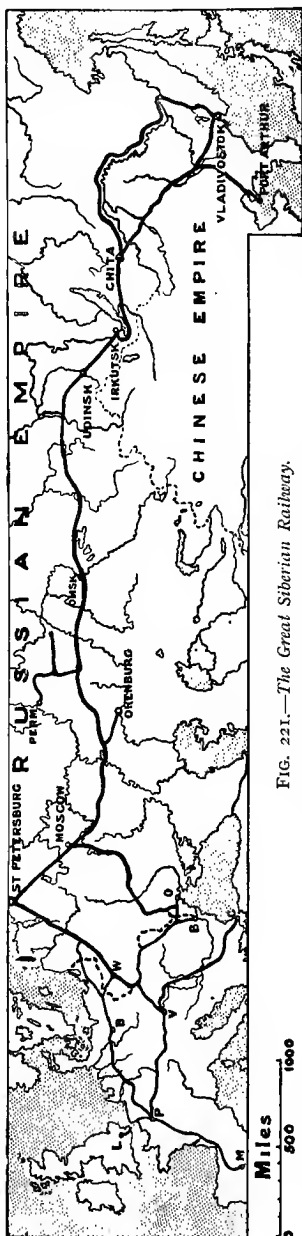 RUSSIAN EMPIRE
ST PETERSBURG
MOSCOW
PERM
ORENBURG
OMSK
UDINSK
IRKUTSK
CHITA
CHINESE EMPIRE
VLADIVOSTOK
PORT ARTHUR
L
P
B
W
V
B
O
M
Miles
0 500 1000
FIG. 221.—The Great Siberian Railway.